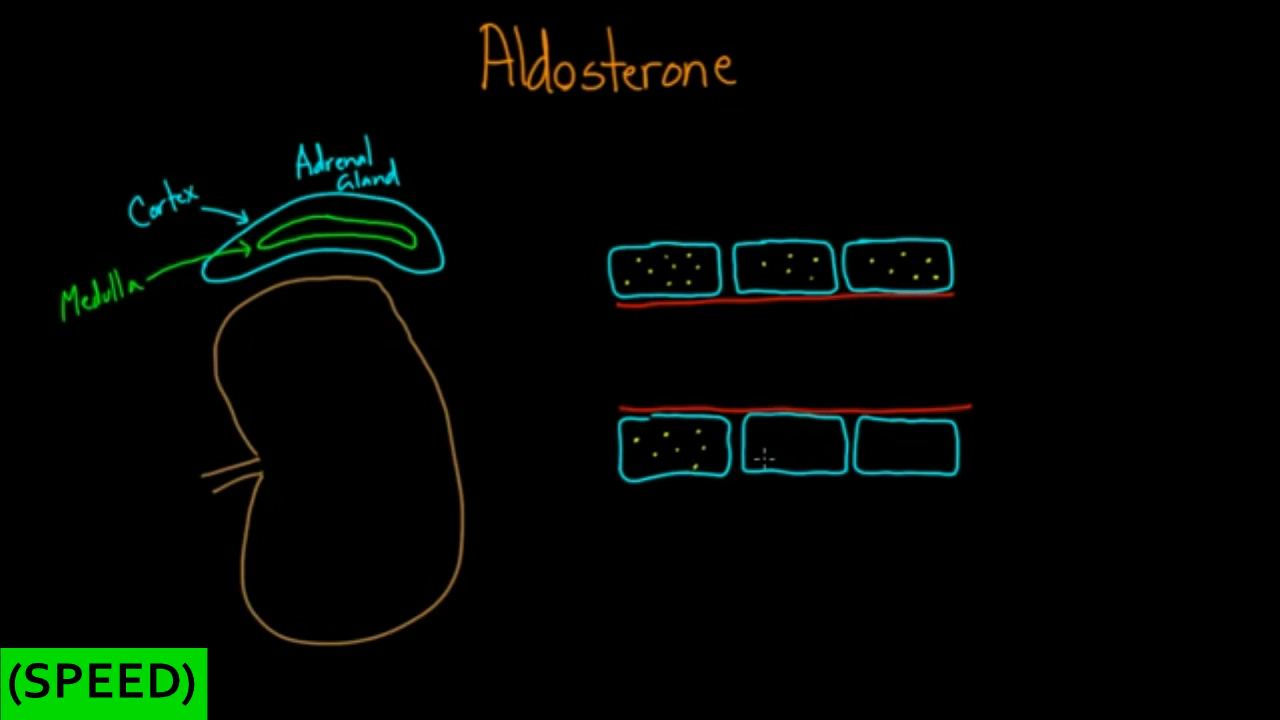 Aldosterone
Adrenal
Gland
Cortex
Medulla
(SPEED)